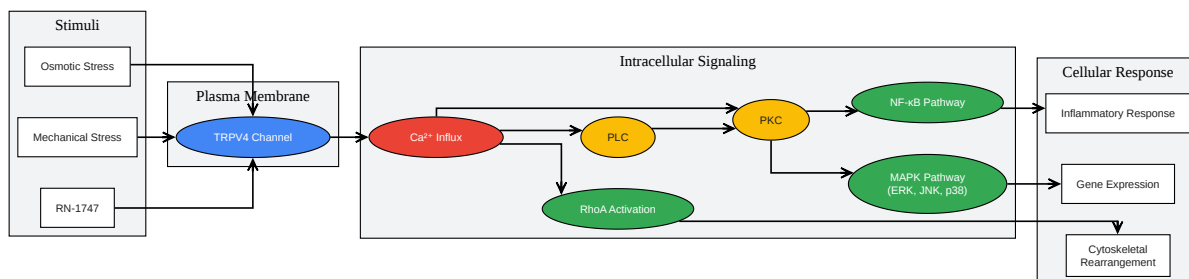 Stimuli
Osmotic Stress
Mechanical Stress
RN-1747
Plasma Membrane
TRPV4 Channel
Intracellular Signaling
Ca²⁺ Influx
PLC
PKC
RhoA Activation
NF-κB Pathway
MAPK Pathway
(ERK, JNK, p38)
Cellular Response
Inflammatory Response
Gene Expression
Cytoskeletal
Rearrangement